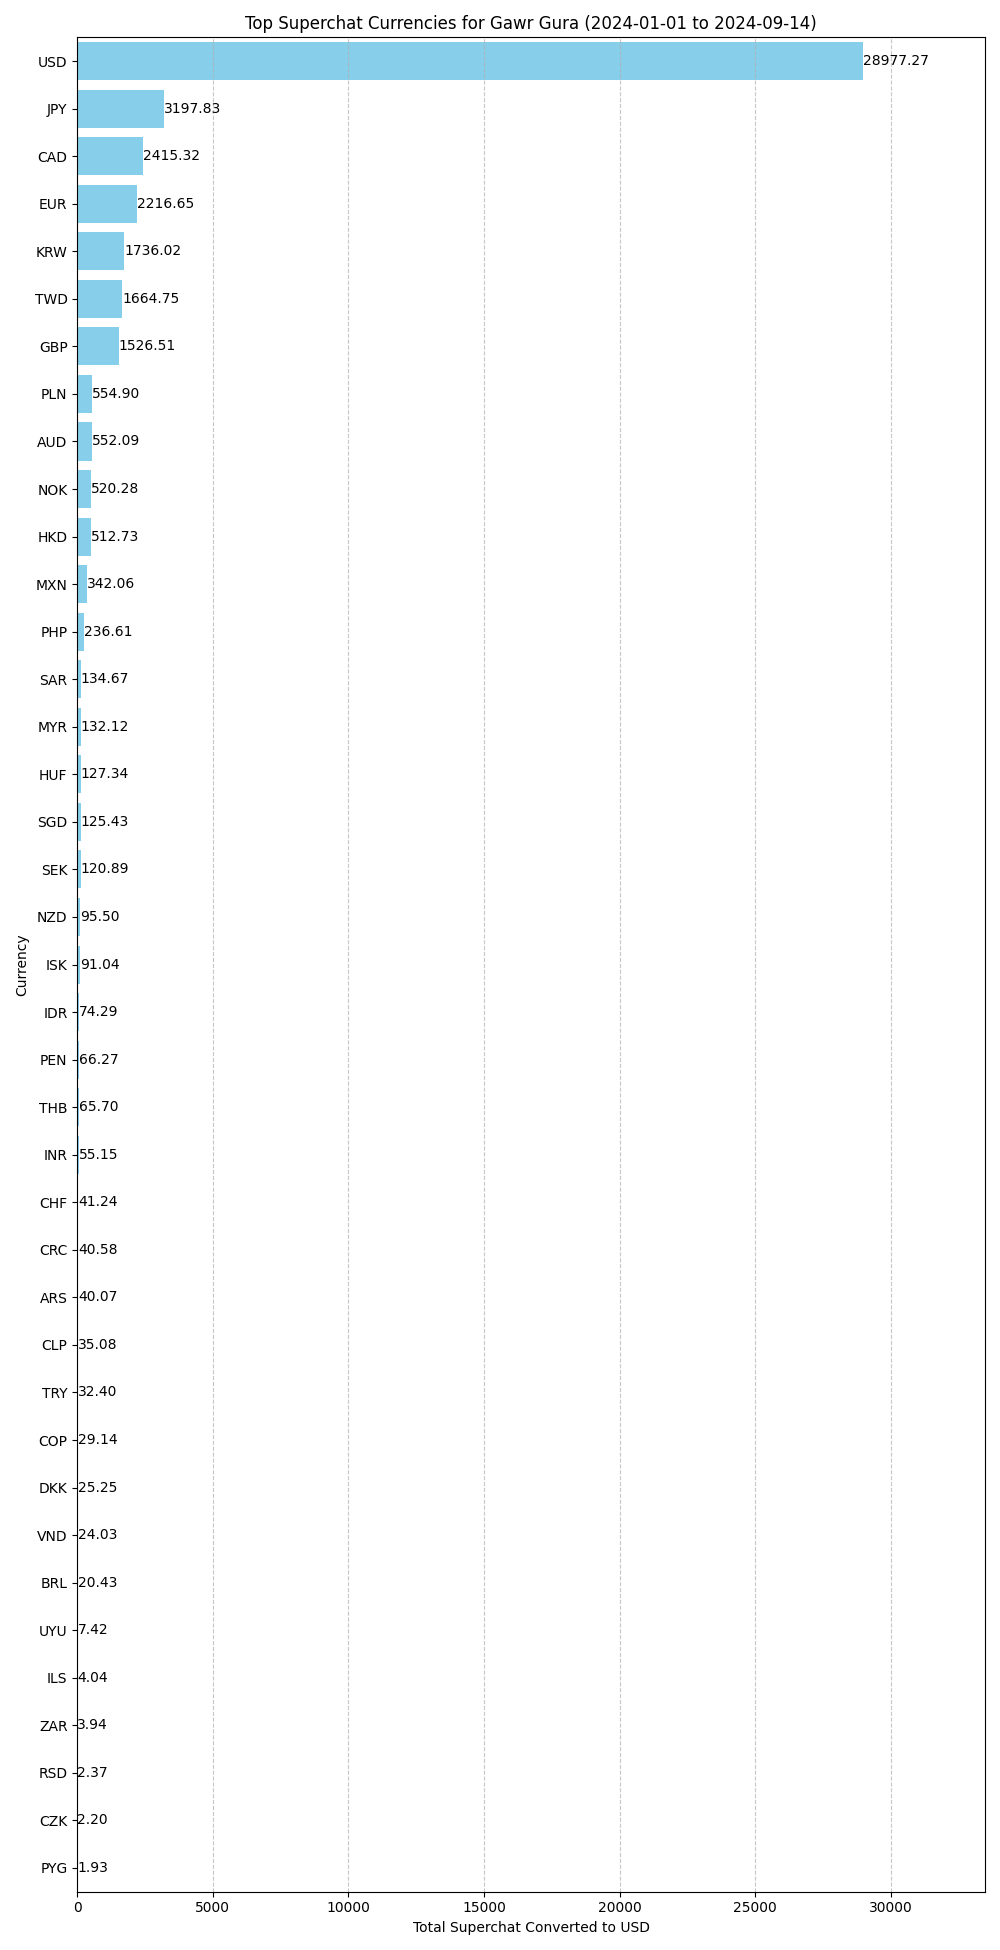 Top Superchat Currencies for Gawr Gura (2024-01-01 to 2024-09-14)
USD 28977.27
JPY 3197.83
CAD 2415.32
EUR 2216.65
KRW 1736.02
TWD 1664.75
GBP 1526.51
PLN 554.90
AUD 552.09
NOK 520.28
HKD 512.73
MXN 342.06
PHP 236.61
SAR 134.67
MYR 132.12
HUF 127.34
SGD 125.43
SEK 120.89
NZD 95.50
Currency
ISK 91.04
IDR 74.29
PEN 66.27
THB 65.70
INR 55.15
CHF 41.24
CRC 40.58
ARS 40.07
CLP 35.08
TRY 32.40
COP 29.14
DKK 25.25
VND 24.03
BRL 20.43
UYU 7.42
ILS 4.04
ZAR 3.94
RSD 2.37
CZK 2.20
PYG 1.93
0 5000 10000 15000 20000 25000 30000
Total Superchat Converted to USD